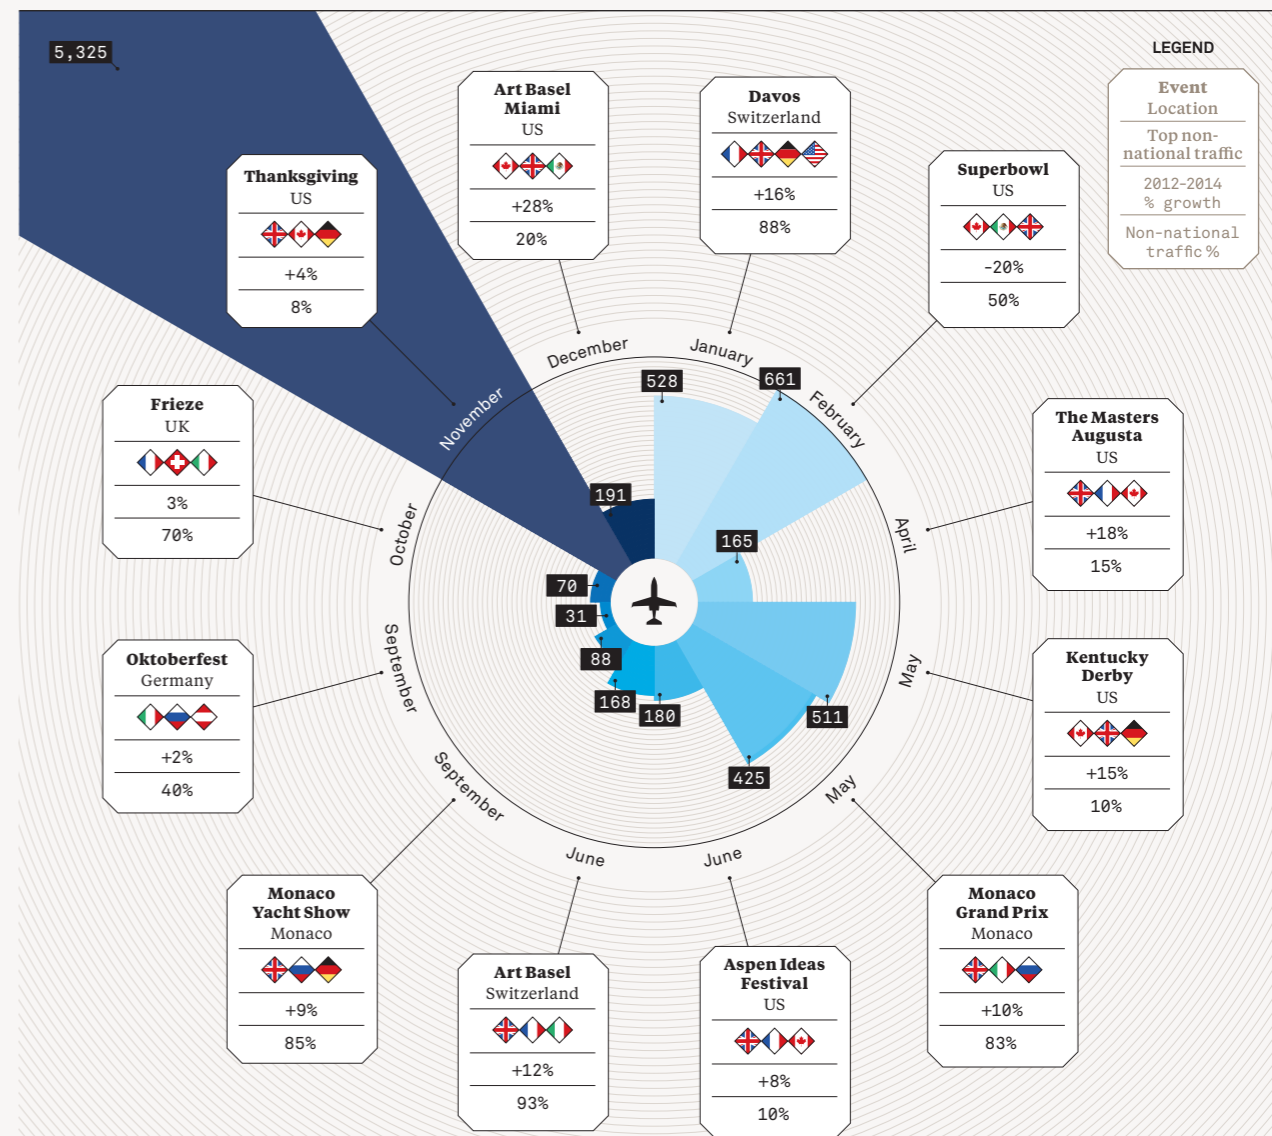 5,325
LEGEND
Event
Location
Top non-
national traffic
2012-2014
% growth
Non-national
traffic %
Art Basel
Miami
US
+28%
20%
Davos
Switzerland
+16%
88%
Thanksgiving
US
+4%
8%
Superbowl
US
-20%
50%
December
January
528
661
February
November
Frieze
UK
3%
70%
The Masters
Augusta
US
+18%
15%
191
October
165
April
70
31
88
168
180
511
425
September
May
Oktoberfest
Germany
+2%
40%
Kentucky
Derby
US
+15%
10%
September
May
June
June
Monaco
Yacht Show
Monaco
+9%
85%
Art Basel
Switzerland
+12%
93%
Aspen Ideas
Festival
US
+8%
10%
Monaco
Grand Prix
Monaco
+10%
83%